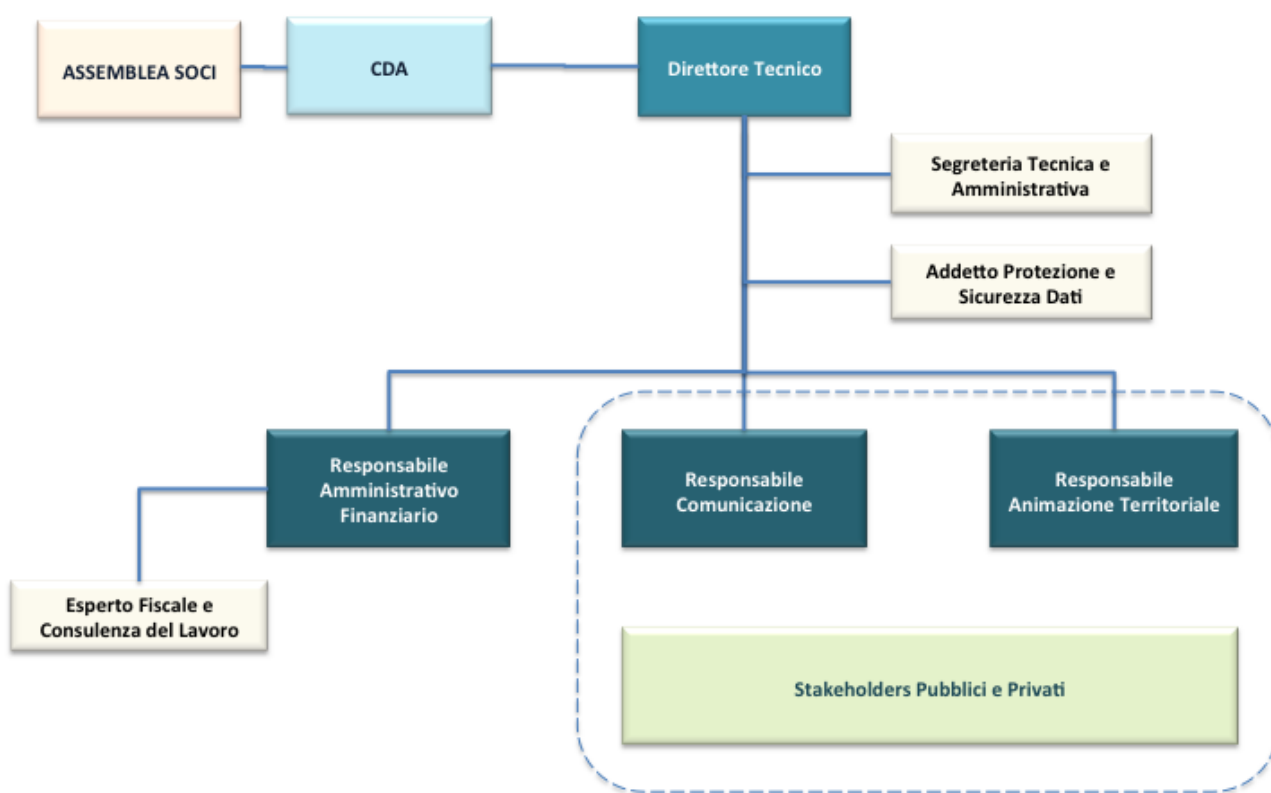 ASSEMBLEA SOCI
CDA
Direttore Tecnico
Segreteria Tecnica e
Amministrativa
Addetto Protezione e
Sicurezza Dati
Responsabile
Amministrativo
Finanziario
Responsabile
Comunicazione
Responsabile
Animazione Territoriale
Esperto Fiscale e
Consulenza del Lavoro
Stakeholders Pubblici e Privati